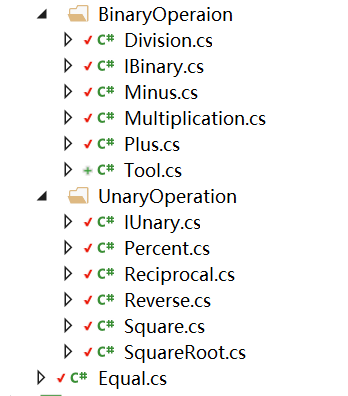 BinaryOperaion
C# Division.cs
C# IBinary.cs
C# Minus.cs
C# Multiplication.cs
C# Plus.cs
C# Tool.cs
UnaryOperation
C# IUnary.cs
C# Percent.cs
C# Reciprocal.cs
C# Reverse.cs
C# Square.cs
C# SquareRoot.cs
C# Equal.cs